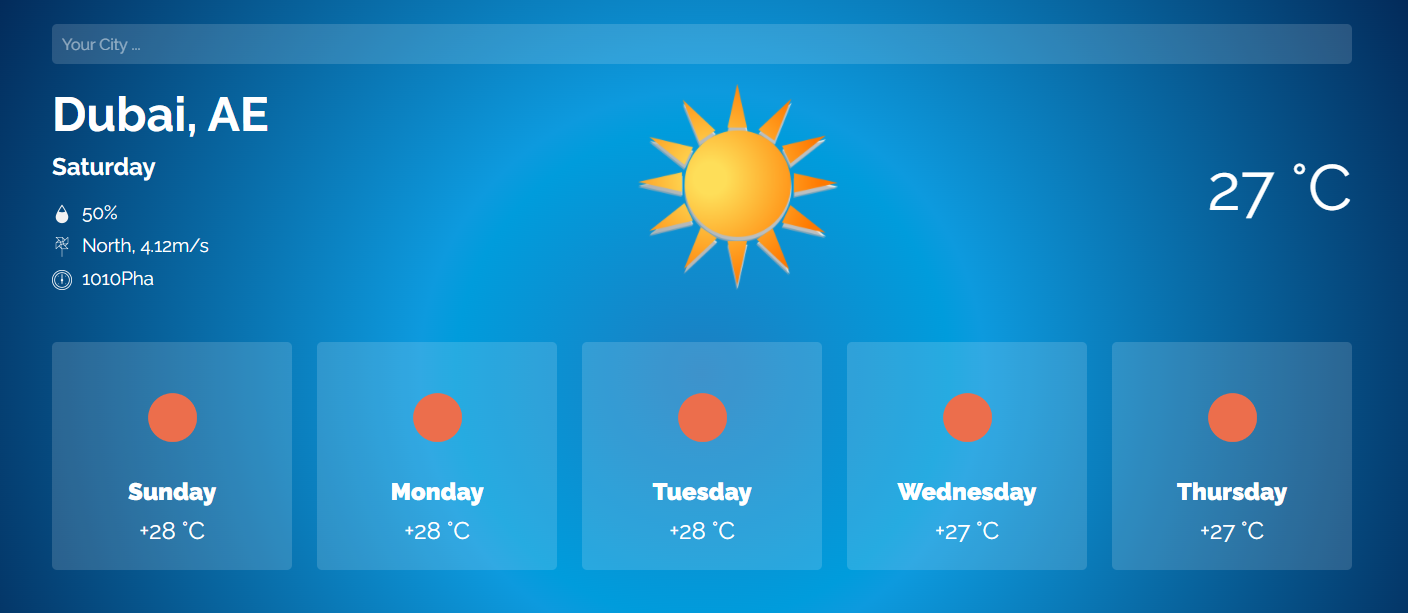 Your City ...
Dubai, AE
Saturday
50%
North, 4.12m/s
1010Pha
27 °C
Sunday
+28 °C
Monday
+28 °C
Tuesday
+28 °C
Wednesday
+27 °C
Thursday
+27 °C